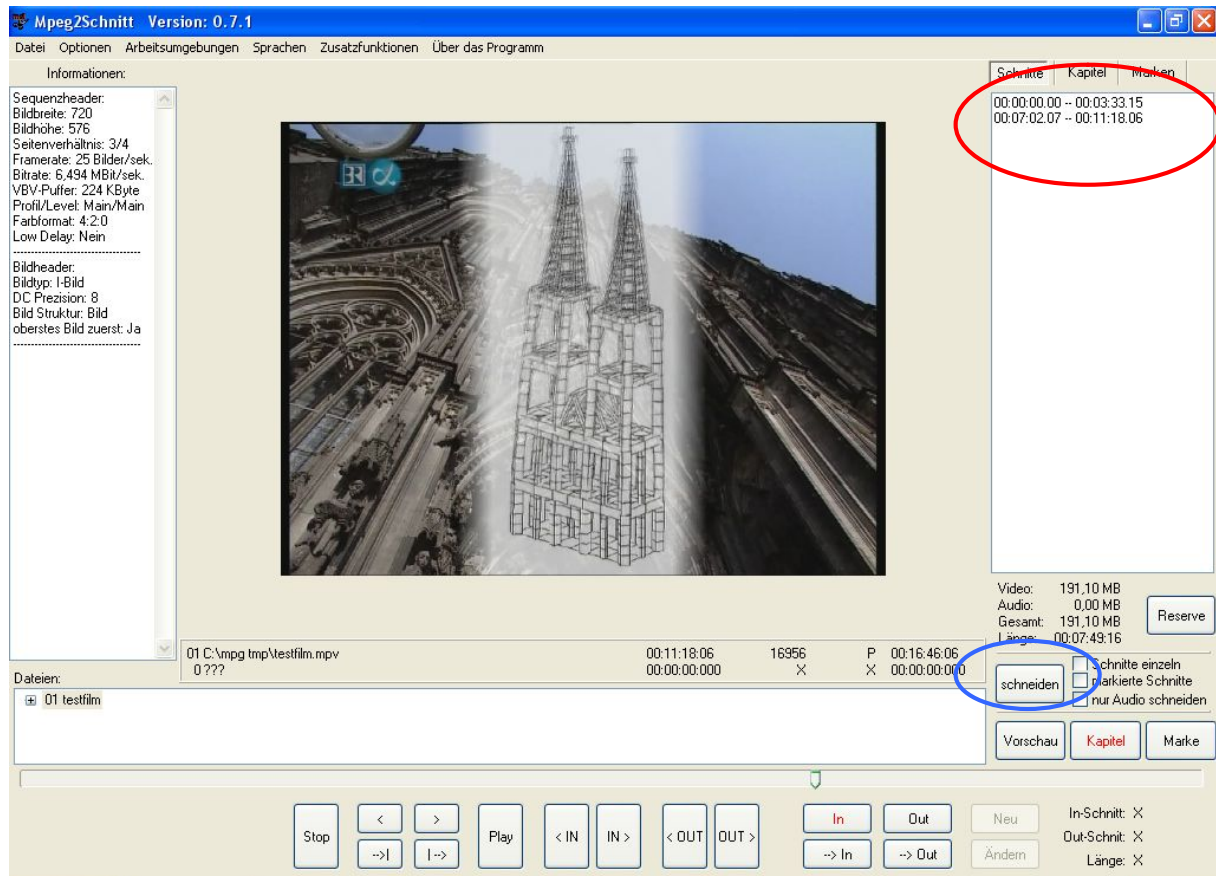 Mpeg2Schnitt Version: 0.7.1
Datei Optionen Arbeitsumgebungen Sprachen Zusatzfunktionen Über das Programm
Informationen:
Sequenzheader:
Bildbreite: 720
Bildhöhe: 576
Seitenverhältnis: 3/4
Framerate: 25 Bilder/sek.
Bitrate: 6,494 MBit/sek.
VBV-Puffer: 224 KByte
Profil/Level: Main/Main
Farbformat: 4:2:0
Low Delay: Nein
Bildheader:
Bildtyp: I-Bild
DC Prezision: 8
Bild Struktur: Bild
oberstes Bild zuerst: Ja
BR α
Schnitte Kapitel Marken
00:00:00.00 -- 00:03:33.15
00:07:02.07 -- 00:11:18.06
Video: 191,10 MB
Audio: 0,00 MB
Gesamt: 191,10 MB
Länge: 00:07:49:16
Reserve
01 C:\mpg tmp\testfilm.mpv 00:11:18:06 16956 P 00:16:46:06
0 ??? 00:00:00:000 X X 00:00:00:000
schneiden
Schnitte einzeln
markierte Schnitte
nur Audio schneiden
Dateien:
01 testfilm
Vorschau Kapitel Marke
Stop < > Play < IN IN > < OUT OUT > In Out Neu
-->| |--> --> In --> Out Ändern
In-Schnitt: X
Out-Schnit: X
Länge: X